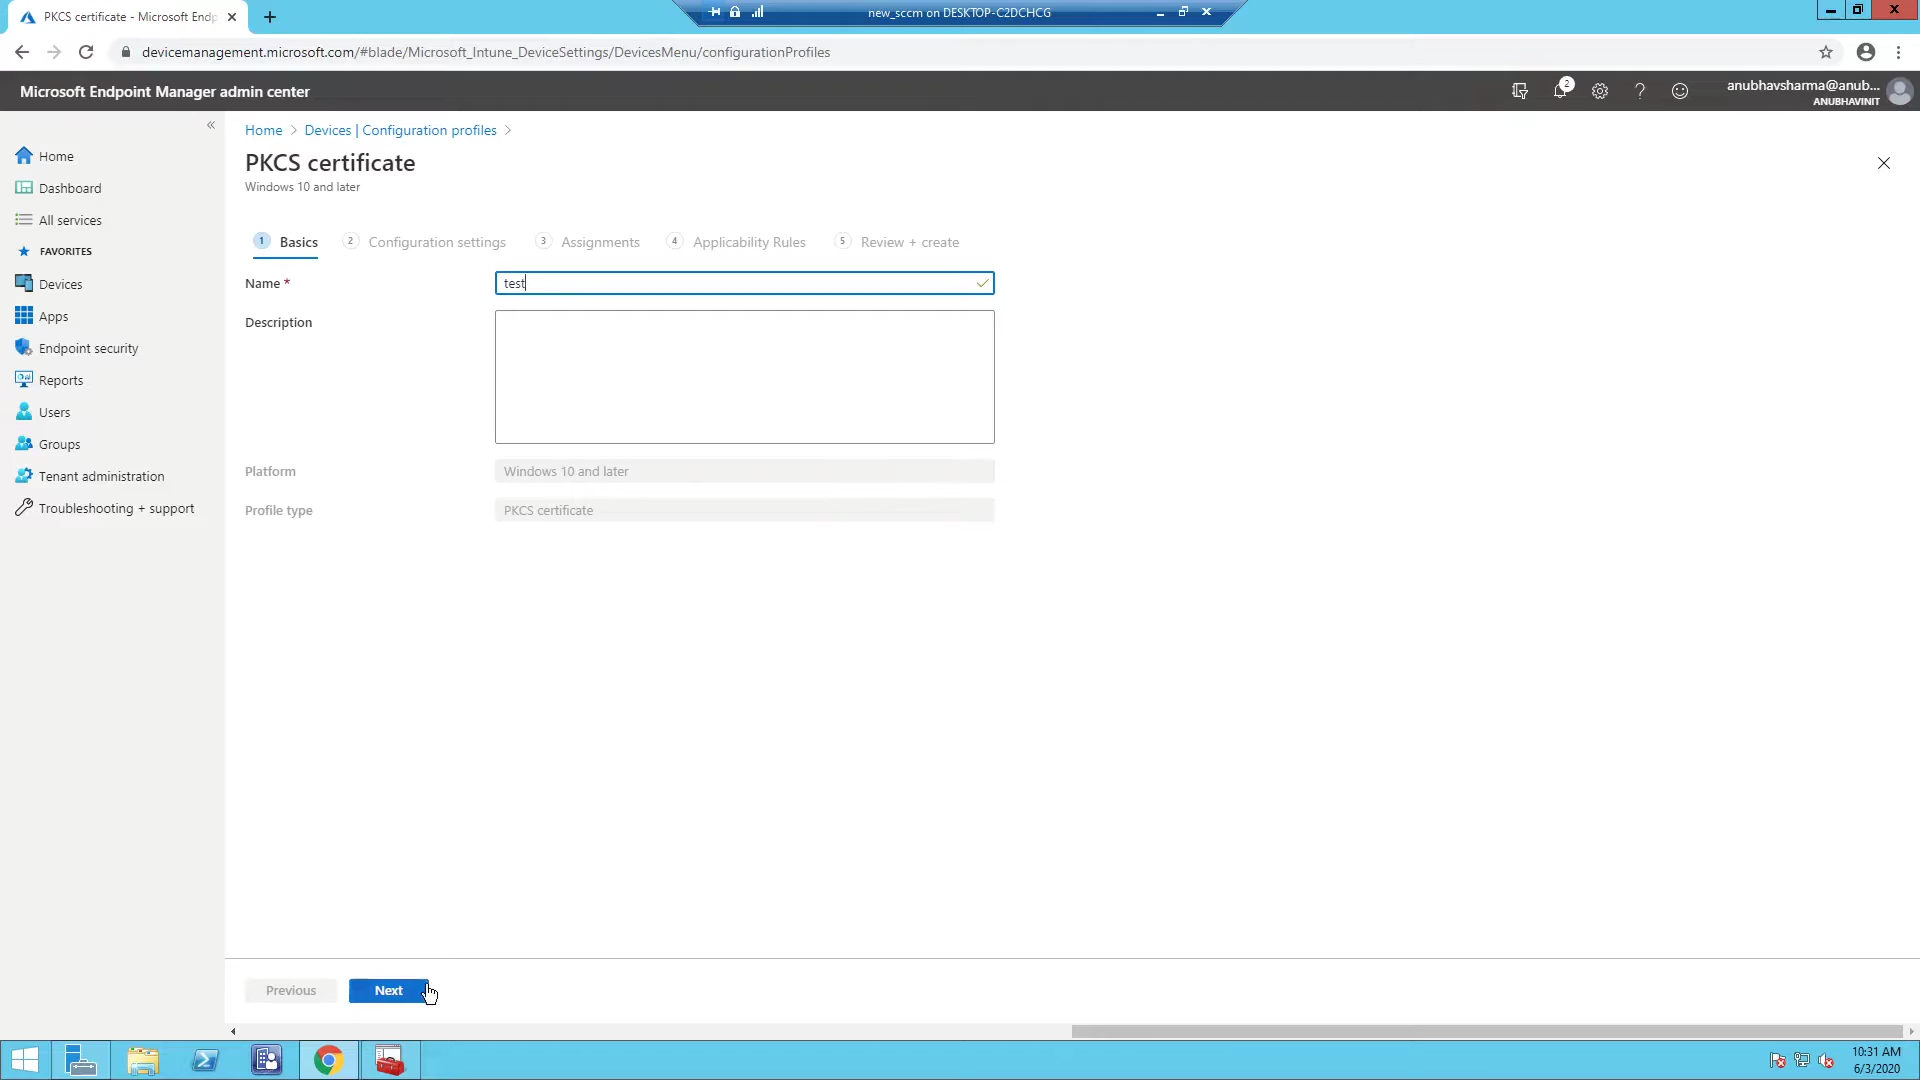 PKCS certificate - Microsoft Endp
new_sccm on DESKTOP-C2DCHCG
devicemanagement.microsoft.com/#blade/Microsoft_Intune_DeviceSettings/DevicesMenu/configurationProfiles
Microsoft Endpoint Manager admin center
2
anubhavsharma@anub...
ANUBHAVINIT
Home
Dashboard
All services
FAVORITES
Devices
Apps
Endpoint security
Reports
Users
Groups
Tenant administration
Troubleshooting + support
Home > Devices | Configuration profiles >
PKCS certificate
Windows 10 and later
1 Basics 2 Configuration settings 3 Assignments 4 Applicability Rules 5 Review + create
Name * test
Description
Platform Windows 10 and later
Profile type PKCS certificate
Previous Next
10:31 AM
6/3/2020